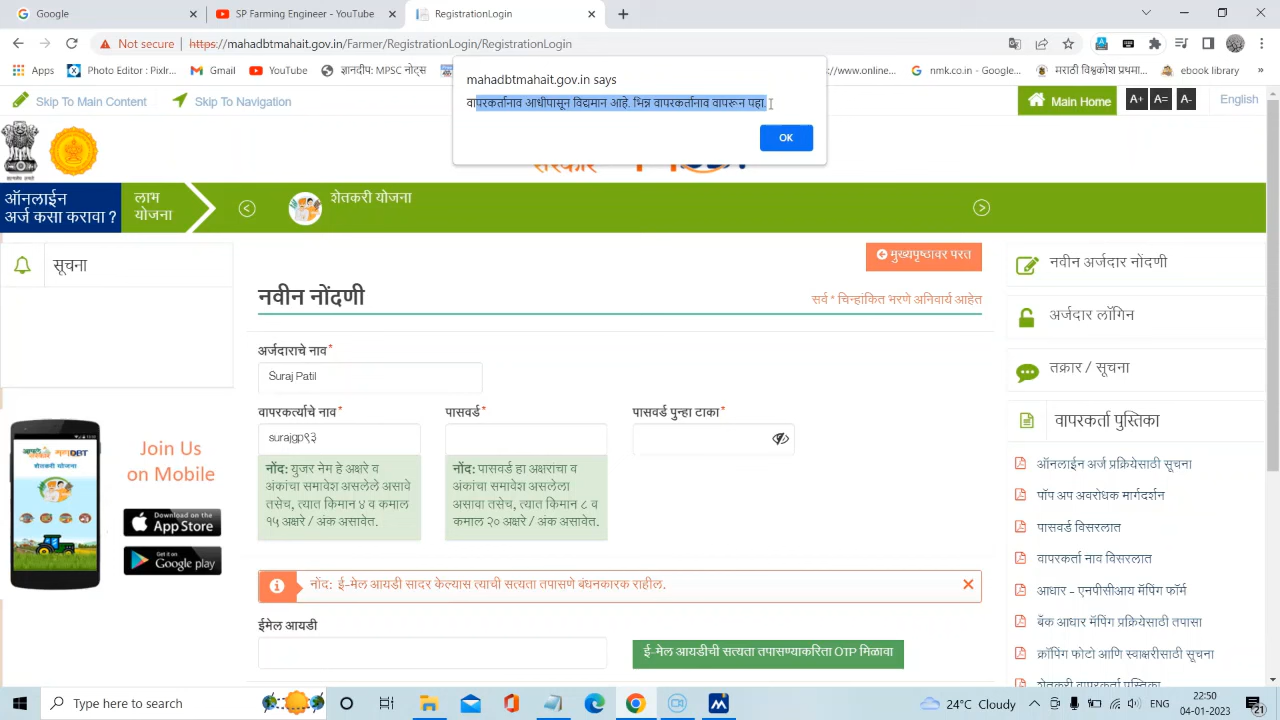 Google
YouTube
RegistrationLogin
Not secure
https://mahadbtmahait.gov.in/Farmer/RegistrationLogin/RegistrationLogin
Apps
Photo Editor : Pixlr...
Gmail
YouTube
ज्ञानदीप: MPSC नोट्स
www.online...
nmk.co.in - Google...
मराठी विश्वकोश प्रथमा...
mahadbtmahait.gov.in says
वापरकर्तानाव आधीपासून विद्यमान आहे. भिन्न वापरकर्तानाव वापरून पहा.
OK
Skip To Main Content
Skip To Navigation
Main Home
A+
A=
A-
English
सरकार
ऑनलाईन
अर्ज कसा करावा ?
लाभ
योजना
शेतकरी योजना
सूचना
मुख्यपृष्ठावर परत
नवीन नोंदणी
सर्व * चिन्हांकित भरणे अनिवार्य आहेत
अर्जदाराचे नाव*
Suraj Patil
वापरकर्त्याचे नाव*
पासवर्ड*
पासवर्ड पुन्हा टाका*
surajgp९३
नोंद: युजर नेम हे अक्षरे व
अंकांचा समावेश असलेले असावे
तसेच, त्यात किमान ४ व कमाल
१५ अक्षरे / अंक असावेत.
नोंद: पासवर्ड हा अक्षराचा व
अंकांचा समावेश असलेला
असावा तसेच, त्यात किमान ८ व
कमाल २० अक्षरे / अंक असावेत.
नोंद: ई-मेल आयडी सादर केल्यास त्याची सत्यता तपासणे बंधनकारक राहील.
ईमेल आयडी
ई-मेल आयडीची सत्यता तपासण्याकरिता OTP मिळावा
Join Us
on Mobile
Download on the
App Store
Get it on
Google play
शेतकरी योजना
नवीन अर्जदार नोंदणी
अर्जदार लॉगिन
तक्रार / सूचना
वापरकर्ता पुस्तिका
ऑनलाईन अर्ज प्रक्रियेसाठी सूचना
पॉप अप अवरोधक मार्गदर्शन
पासवर्ड विसरलात
वापरकर्ता नाव विसरलात
आधार - एनपीसीआय मॅपिंग फॉर्म
बँक आधार मॅपिंग प्रक्रियेसाठी तपासा
क्रॉपिंग फोटो आणि स्वाक्षरीसाठी सूचना
Type here to search
24°C Cloudy
ENG
22:50
04-01-2023
21